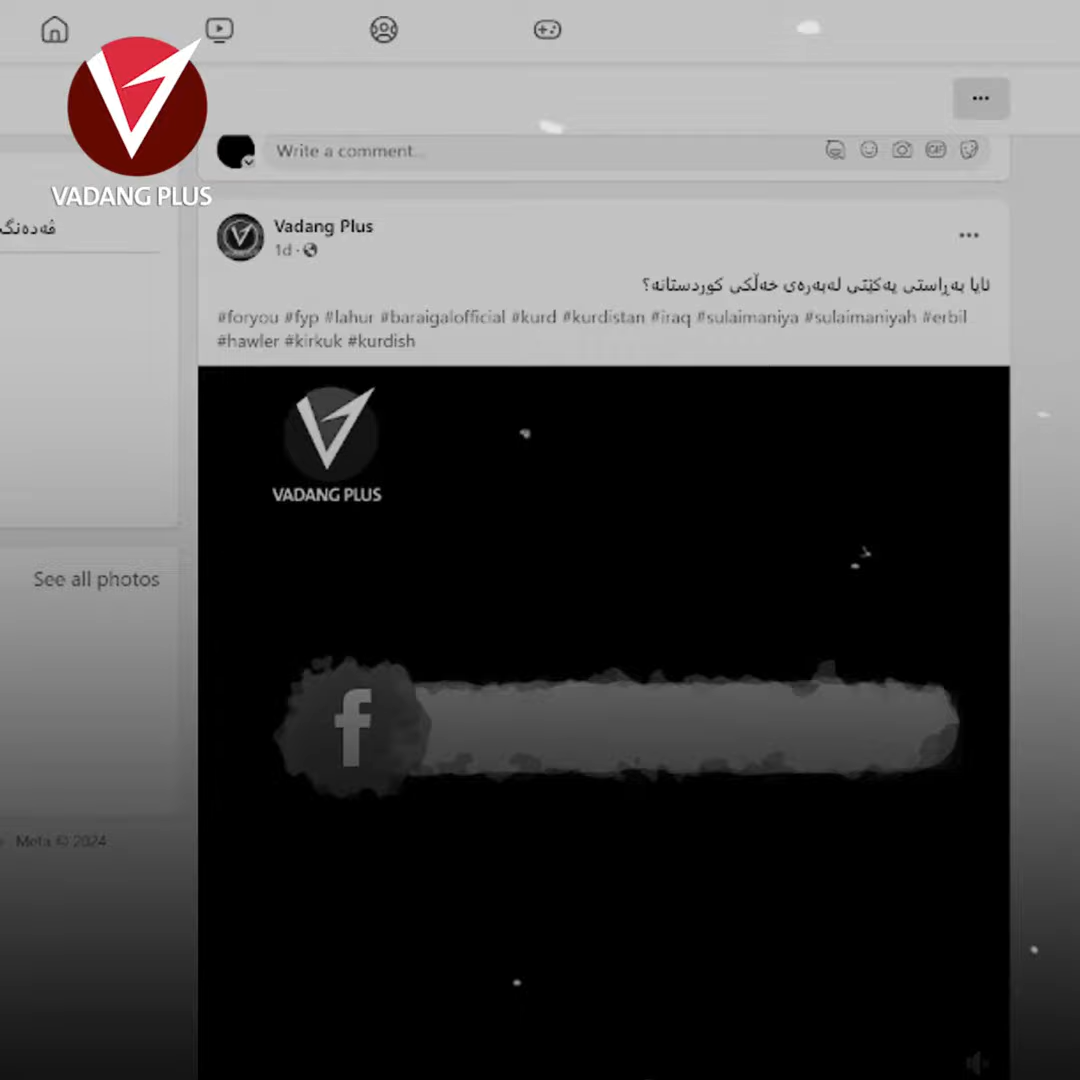 VADANG PLUS
Write a comment...
GIF
ڤەدەنگ
Vadang Plus
1d
ئایا بەڕاستی یەکێتی لەبەرەی خەڵکی کوردستانە؟
#foryou #fyp #lahur #baraigalofficial #kurd #kurdistan #iraq #sulaimaniya #sulaimaniyah #erbil
#hawler #kirkuk #kurdish
VADANG PLUS
See all photos
f
Meta © 2024